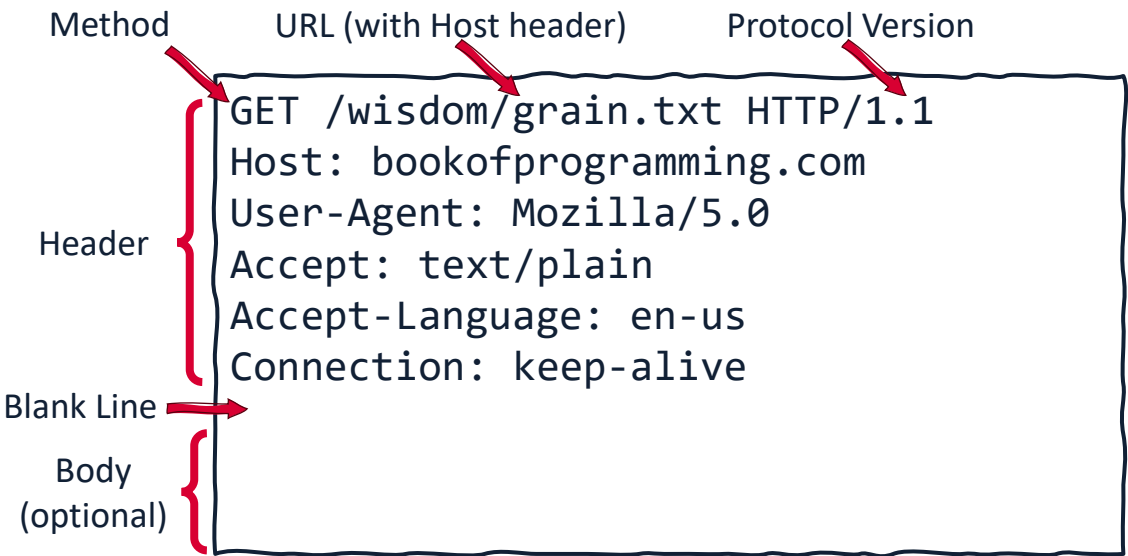 Method URL (with Host header) Protocol Version
GET /wisdom/grain.txt HTTP/1.1
Host: bookofprogramming.com
User-Agent: Mozilla/5.0
Header
Accept: text/plain
Accept-Language: en-us
Connection: keep-alive
Blank Line
Body
(optional)